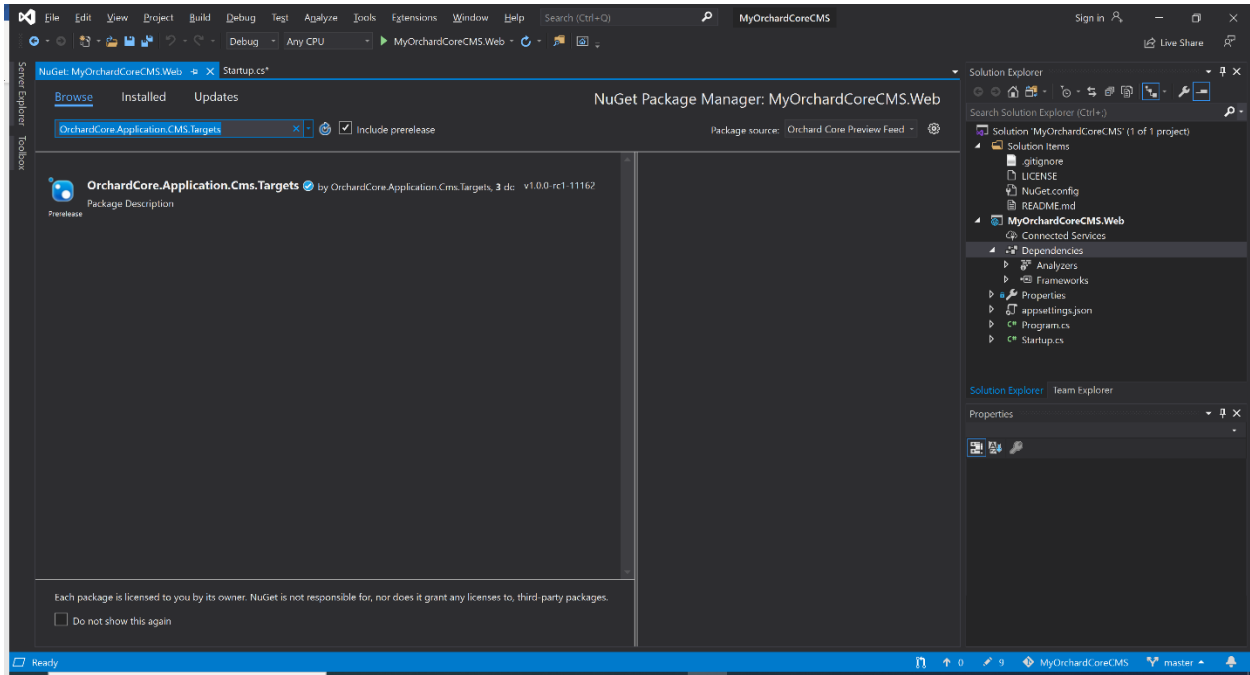 File Edit View Project Build Debug Test Analyze Tools Extensions Window Help Search (Ctrl+Q) MyOrchardCoreCMS Sign in
Debug Any CPU MyOrchardCoreCMS.Web Live Share
Server Explorer
Toolbox
NuGet: MyOrchardCoreCMS.Web Startup.cs*
Browse Installed Updates
NuGet Package Manager: MyOrchardCoreCMS.Web
OrchardCore.Application.CMS.Targets Include prerelease
Package source: Orchard Core Preview Feed
OrchardCore.Application.Cms.Targets by OrchardCore.Application.Cms.Targets, 3 dc v1.0.0-rc1-11162
Package Description
Prerelease
Each package is licensed to you by its owner. NuGet is not responsible for, nor does it grant any licenses to, third-party packages.
Do not show this again
Solution Explorer
Search Solution Explorer (Ctrl+;)
Solution 'MyOrchardCoreCMS' (1 of 1 project)
Solution Items
.gitignore
LICENSE
NuGet.config
README.md
MyOrchardCoreCMS.Web
Connected Services
Dependencies
Analyzers
Frameworks
Properties
appsettings.json
C# Program.cs
C# Startup.cs
Solution Explorer Team Explorer
Properties
Ready 0 9 MyOrchardCoreCMS master